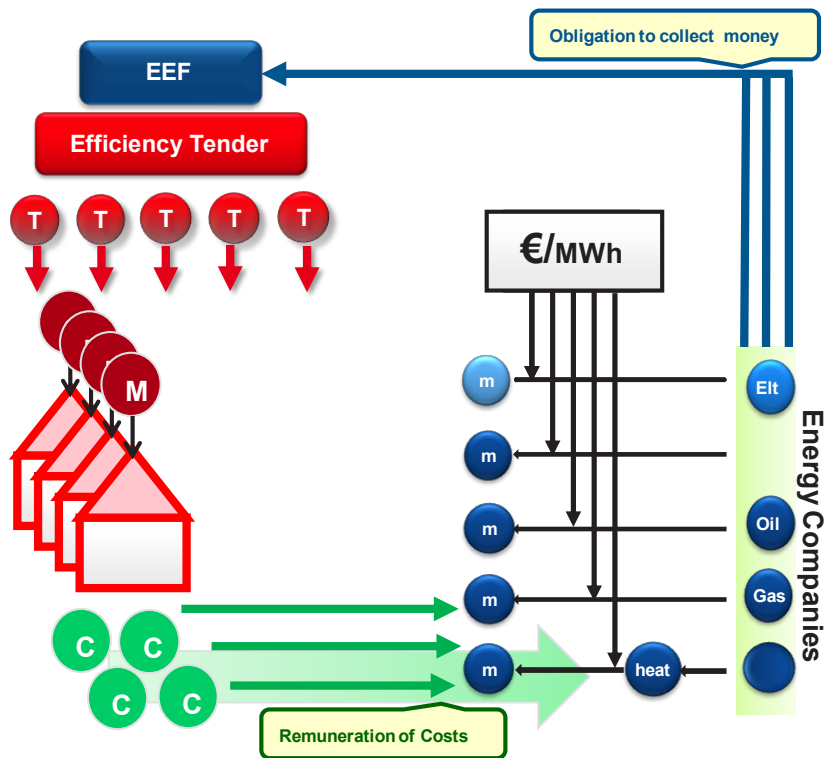 Obligation to collect money
EEF
Efficiency Tender
T T T T T
€/MWh
M
m
Elt
m
m
Oil
m
Gas
Energy Companies
C C
m
heat
C C
Remuneration of Costs